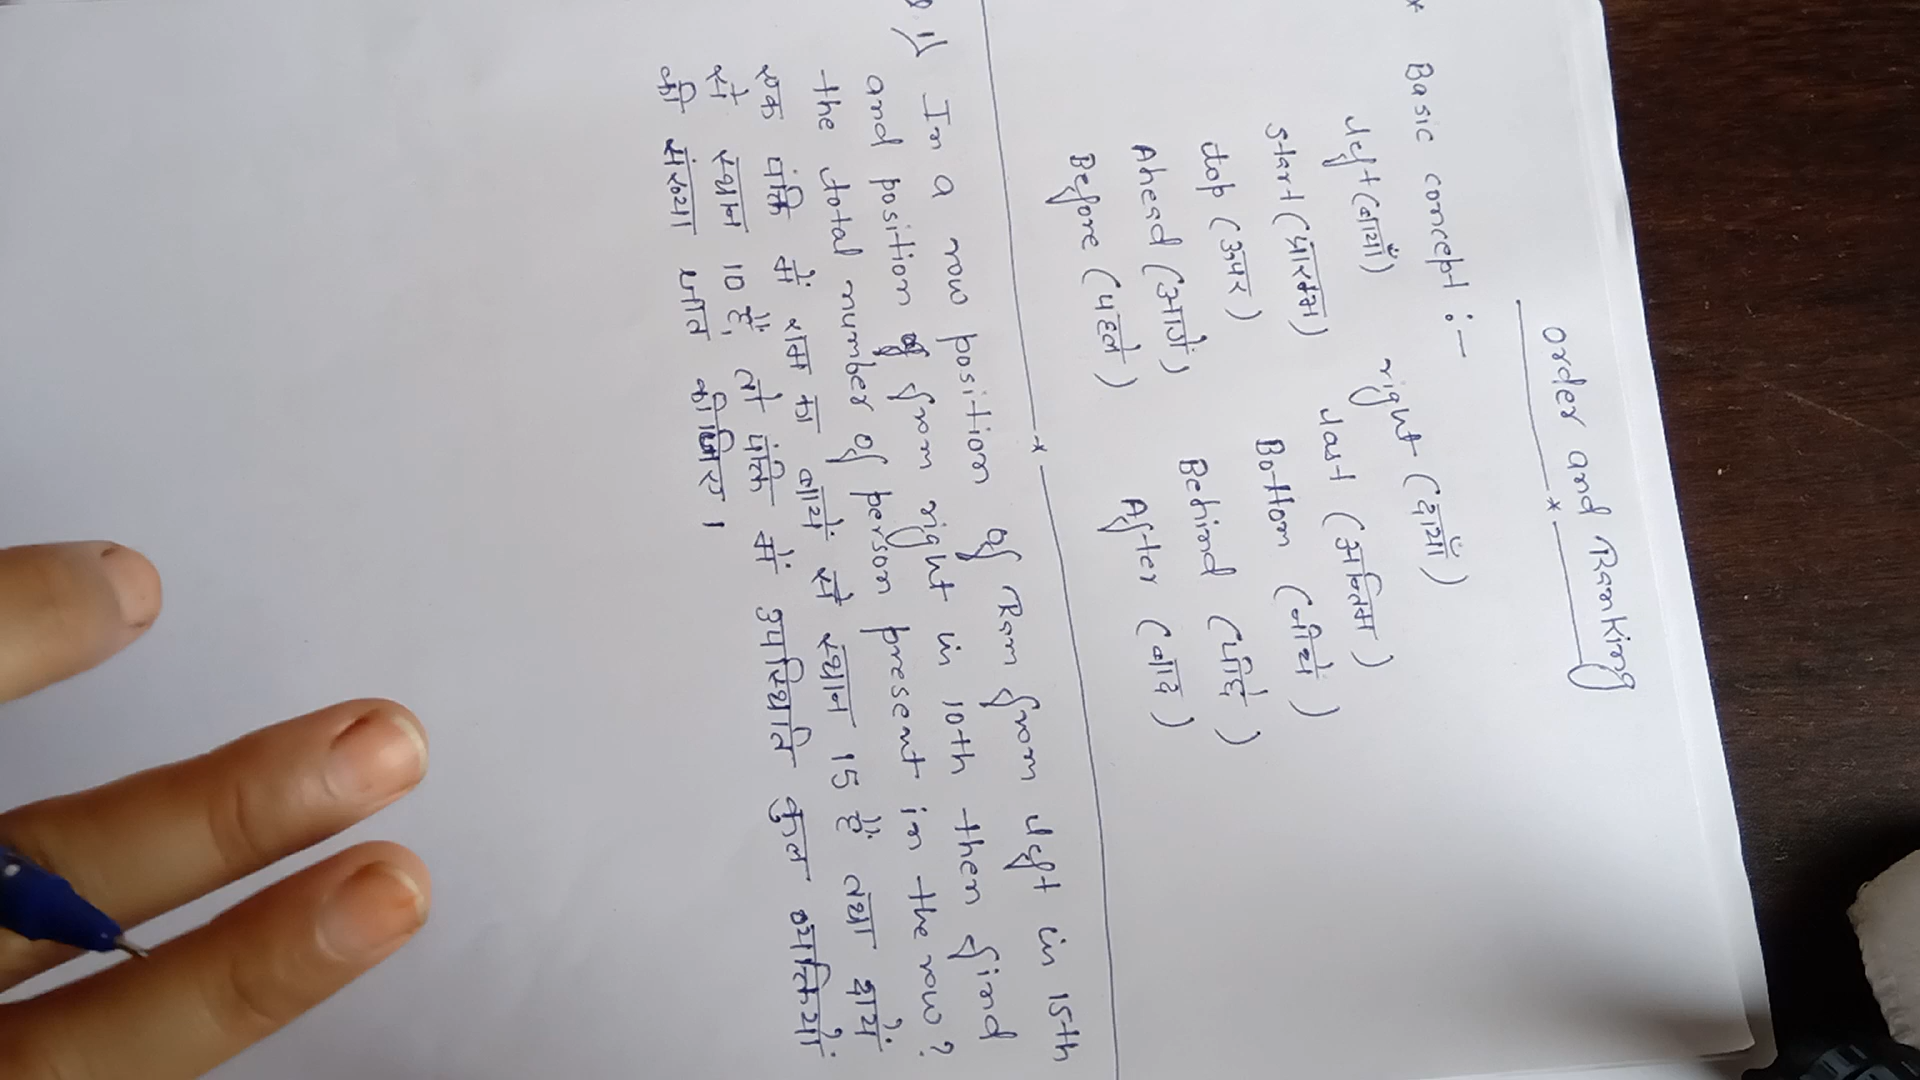 Order and Ranking
* Basic concept :-
left (बायाँ) right (दायाँ)
start (प्रारम्भ) last (अन्तिम)
top (ऊपर) Bottom (नीचे)
Ahead (आगे) Behind (पीछे)
Before (पहले) After (बाद)
1) In a row position of Ram from left in 15th
and position of from right in 10th then find
the total number of person present in the row?
एक पंक्ति में राम का बायें से स्थान 15 है तथा दायें
से स्थान 10 है, तो पंक्ति में उपस्थिति कुल व्यक्तियों
की संख्या ज्ञात कीजिए।